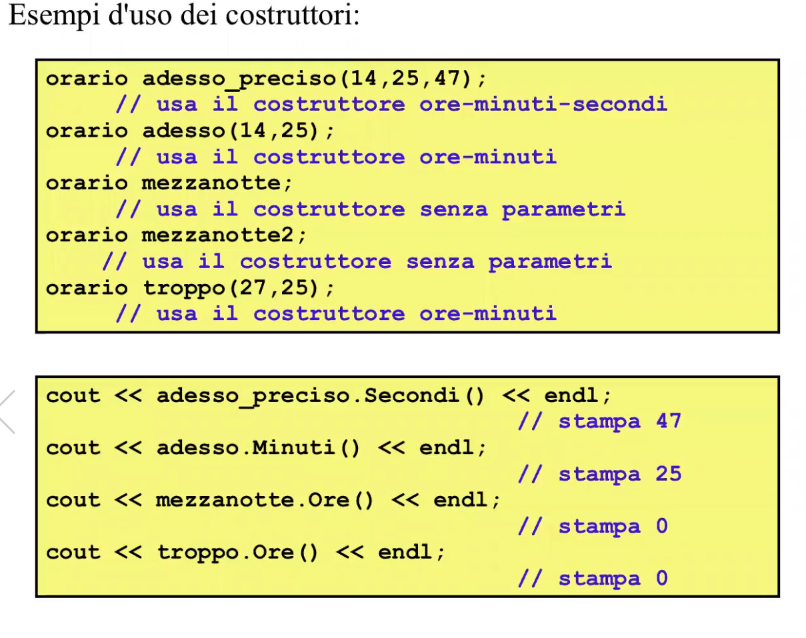 Esempi d'uso dei costruttori:
orario adesso_preciso(14,25,47);
// usa il costruttore ore-minuti-secondi
orario adesso(14,25);
// usa il costruttore ore-minuti
orario mezzanotte;
// usa il costruttore senza parametri
orario mezzanotte2;
// usa il costruttore senza parametri
orario troppo(27,25);
// usa il costruttore ore-minuti
cout << adesso_preciso.Secondi() << endl;
// stampa 47
cout << adesso.Minuti() << endl;
// stampa 25
cout << mezzanotte.Ore() << endl;
// stampa 0
cout << troppo.Ore() << endl;
// stampa 0